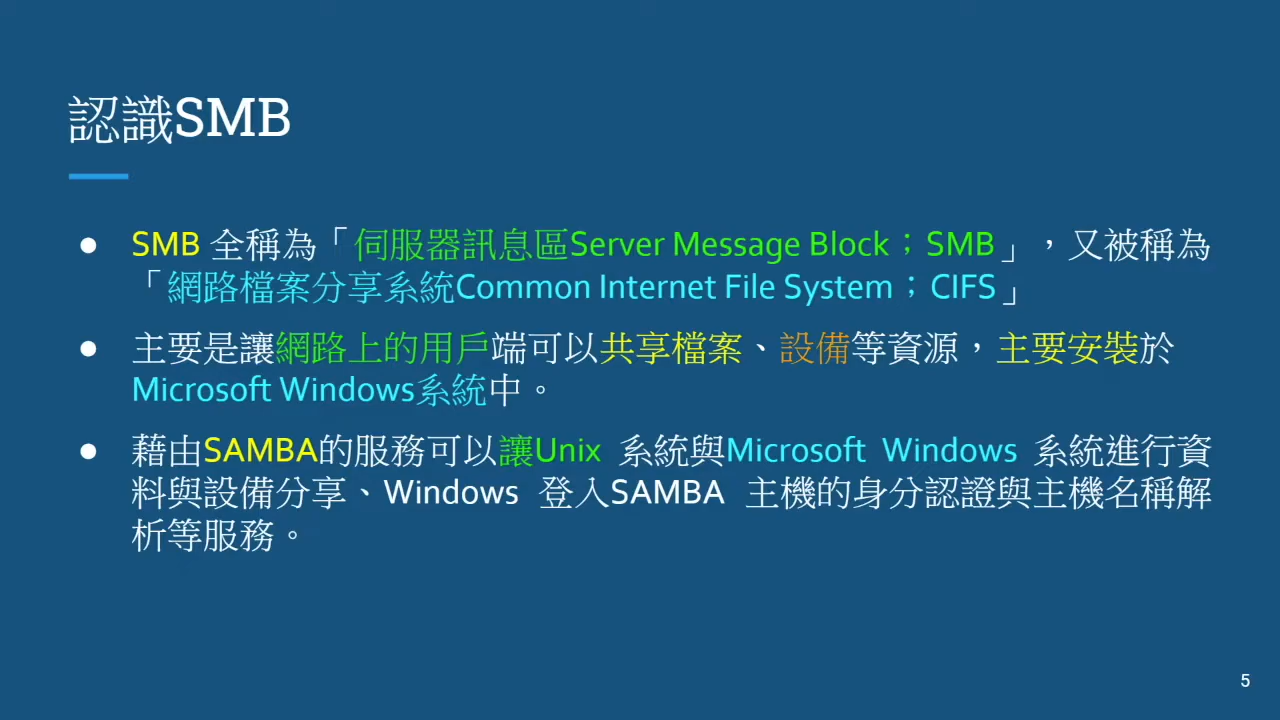 認識SMB
● SMB 全稱為「伺服器訊息區Server Message Block；SMB」，又被稱為
「網路檔案分享系統Common Internet File System；CIFS」
● 主要是讓網路上的用戶端可以共享檔案、設備等資源，主要安裝於
Microsoft Windows系統中。
● 藉由SAMBA的服務可以讓Unix 系統與Microsoft Windows 系統進行資
料與設備分享、Windows 登入SAMBA 主機的身分認證與主機名稱解
析等服務。
5